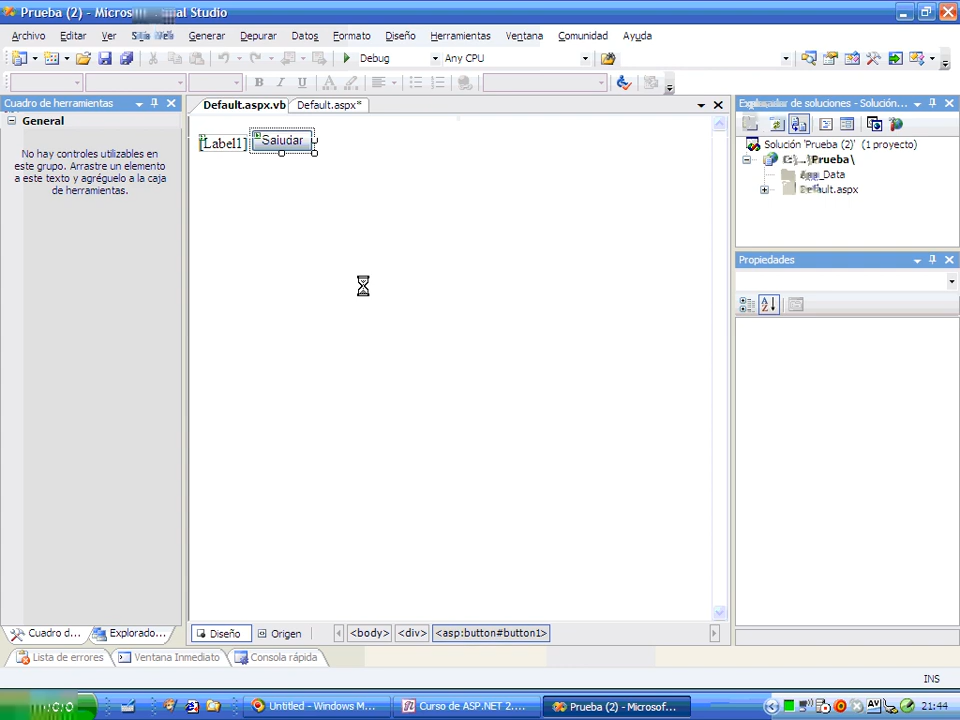 Prueba (2) - Micros al Studio
Archivo Editar Ver Generar Depurar Datos Formato Diseño Herramientas Ventana Comunidad Ayuda
Debug Any CPU
B I U A
Cuadro de herramientas
General
No hay controles utilizables en
este grupo. Arrastre un elemento
a este texto y agréguelo a la caja
de herramientas.
Cuadro d... Explorado...
Default.aspx.vb Default.aspx*
[Label1] Saludar
Diseño Origen <body> <div> <asp:button#button1>
de soluciones - Solución...
Solución 'Prueba (2)' (1 proyecto)
C:\...\Prueba\
App_Data
Default.aspx
Propiedades
Lista de errores Ventana Inmediato Consola rápida
INS
Inicio Untitled - Windows M... Curso de ASP.NET 2.... Prueba (2) - Microsof... AV 21:44